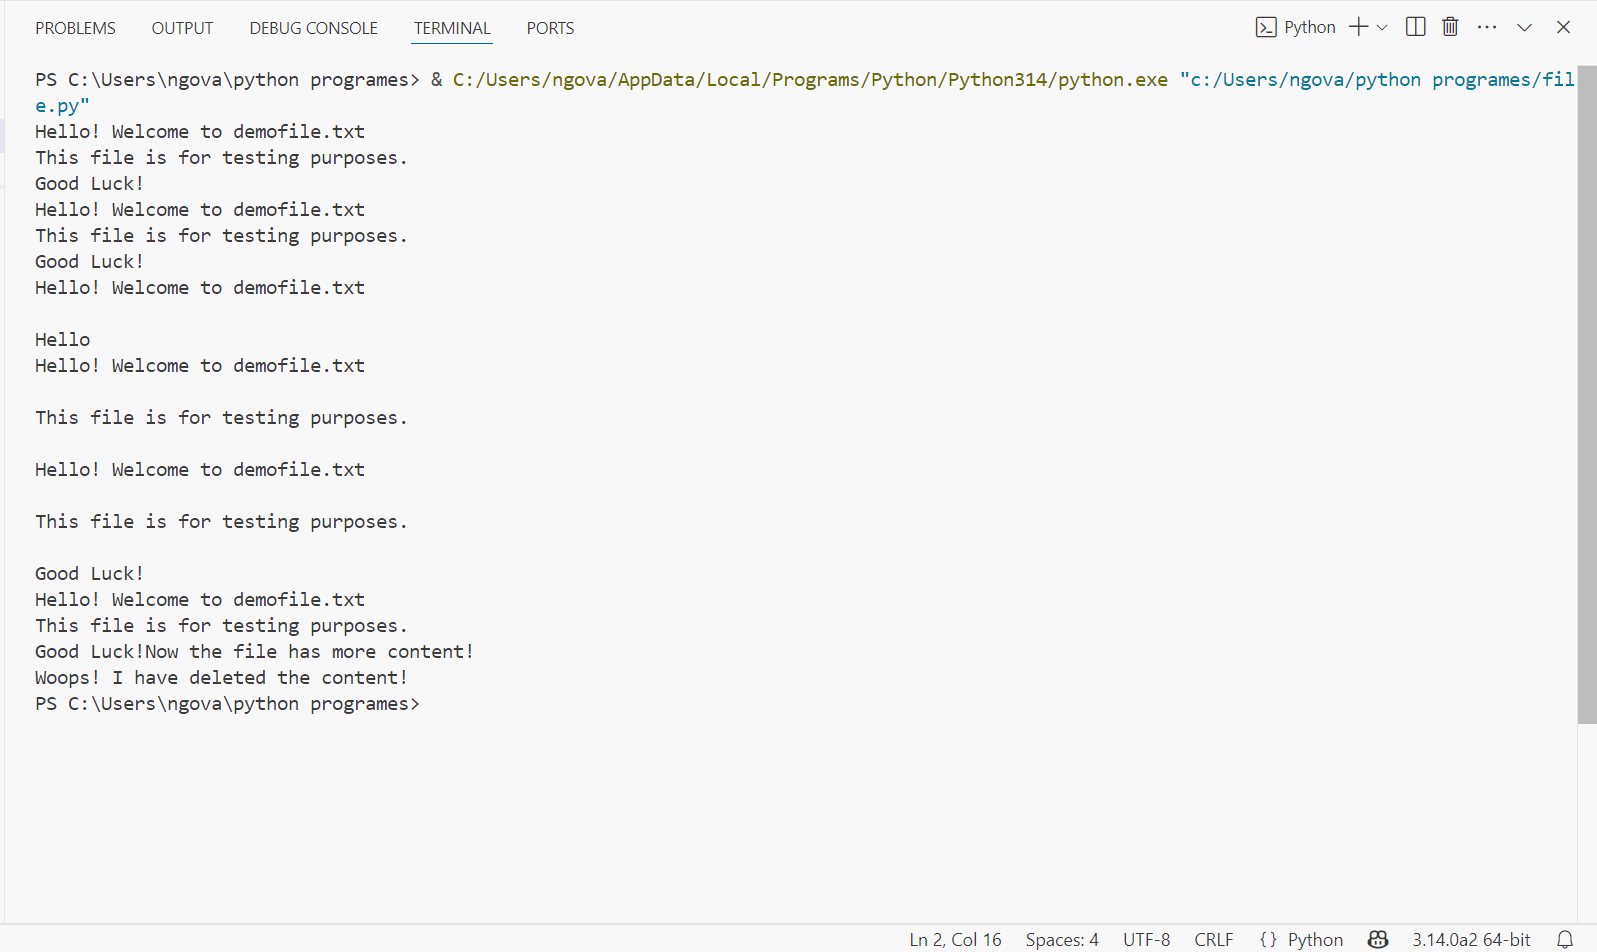 PROBLEMS OUTPUT DEBUG CONSOLE TERMINAL PORTS Python
PS C:\Users\ngova\python programes> & C:/Users/ngova/AppData/Local/Programs/Python/Python314/python.exe "c:/Users/ngova/python programes/fil
e.py"
Hello! Welcome to demofile.txt
This file is for testing purposes.
Good Luck!
Hello! Welcome to demofile.txt
This file is for testing purposes.
Good Luck!
Hello! Welcome to demofile.txt
Hello
Hello! Welcome to demofile.txt
This file is for testing purposes.
Hello! Welcome to demofile.txt
This file is for testing purposes.
Good Luck!
Hello! Welcome to demofile.txt
This file is for testing purposes.
Good Luck!Now the file has more content!
Woops! I have deleted the content!
PS C:\Users\ngova\python programes>
Ln 2, Col 16 Spaces: 4 UTF-8 CRLF {} Python 3.14.0a2 64-bit